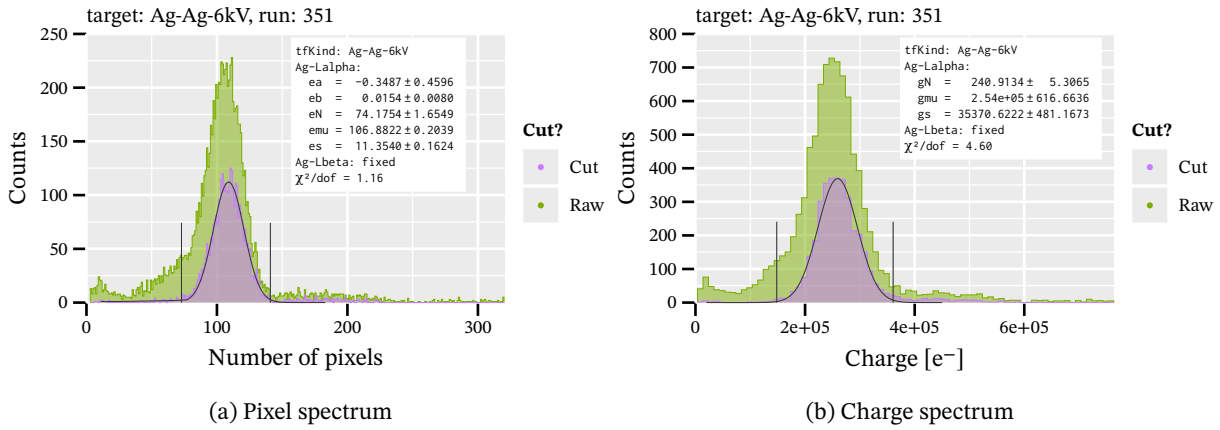 target: Ag-Ag-6kV, run: 351
250
200
150
100
50
0
Counts
0
100
200
300
Number of pixels
tfKind: Ag-Ag-6kV
Ag-Lalpha:
ea = −0.3487 ± 0.4596
eb = 0.0154 ± 0.0080
eN = 74.1754 ± 1.6549
emu = 106.8822 ± 0.2039
es = 11.3540 ± 0.1624
Ag-Lbeta: fixed
χ²/dof = 1.16
Cut?
Cut
Raw
(a) Pixel spectrum
target: Ag-Ag-6kV, run: 351
800
700
600
500
400
300
200
100
0
Counts
0
2e+05
4e+05
6e+05
Charge [e⁻]
tfKind: Ag-Ag-6kV
Ag-Lalpha:
gN = 240.9134 ± 5.3065
gmu = 2.54e+05 ± 616.6636
gs = 35370.6222 ± 481.1673
Ag-Lbeta: fixed
χ²/dof = 4.60
Cut?
Cut
Raw
(b) Charge spectrum